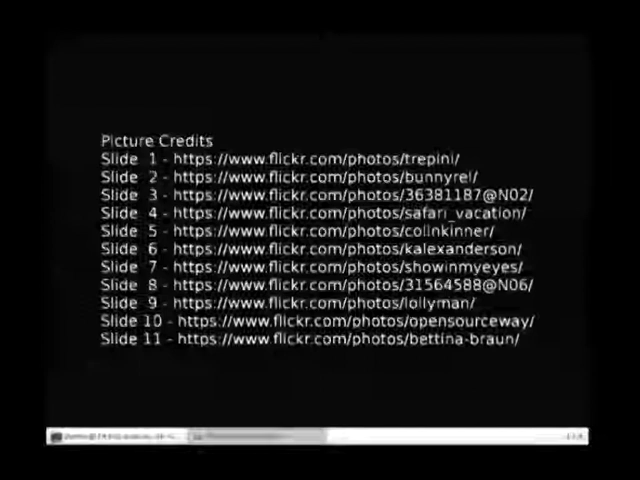 Picture Credits
Slide 1 - https://www.flickr.com/photos/trepini/
Slide 2 - https://www.flickr.com/photos/bunnyrel/
Slide 3 - https://www.flickr.com/photos/36381187@N02/
Slide 4 - https://www.flickr.com/photos/safari_vacation/
Slide 5 - https://www.flickr.com/photos/colinkinner/
Slide 6 - https://www.flickr.com/photos/kalexanderson/
Slide 7 - https://www.flickr.com/photos/showinmyeyes/
Slide 8 - https://www.flickr.com/photos/31564588@N06/
Slide 9 - https://www.flickr.com/photos/lollyman/
Slide 10 - https://www.flickr.com/photos/opensourceway/
Slide 11 - https://www.flickr.com/photos/bettina-braun/